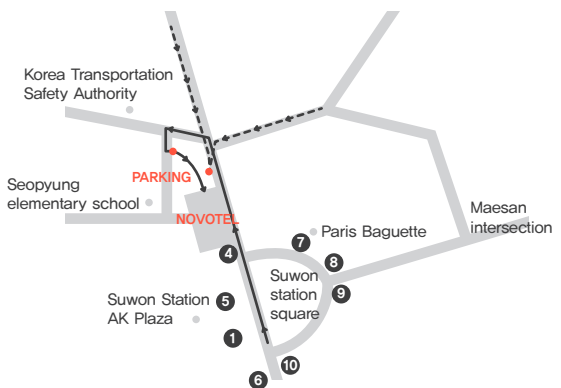 Korea Transportation
Safety Authority
PARKING
Seopyung
elementary school
NOVOTEL
Maesan
intersection
Paris Baguette
7
4
8
Suwon
station
square
9
Suwon Station
AK Plaza
5
1
10
6